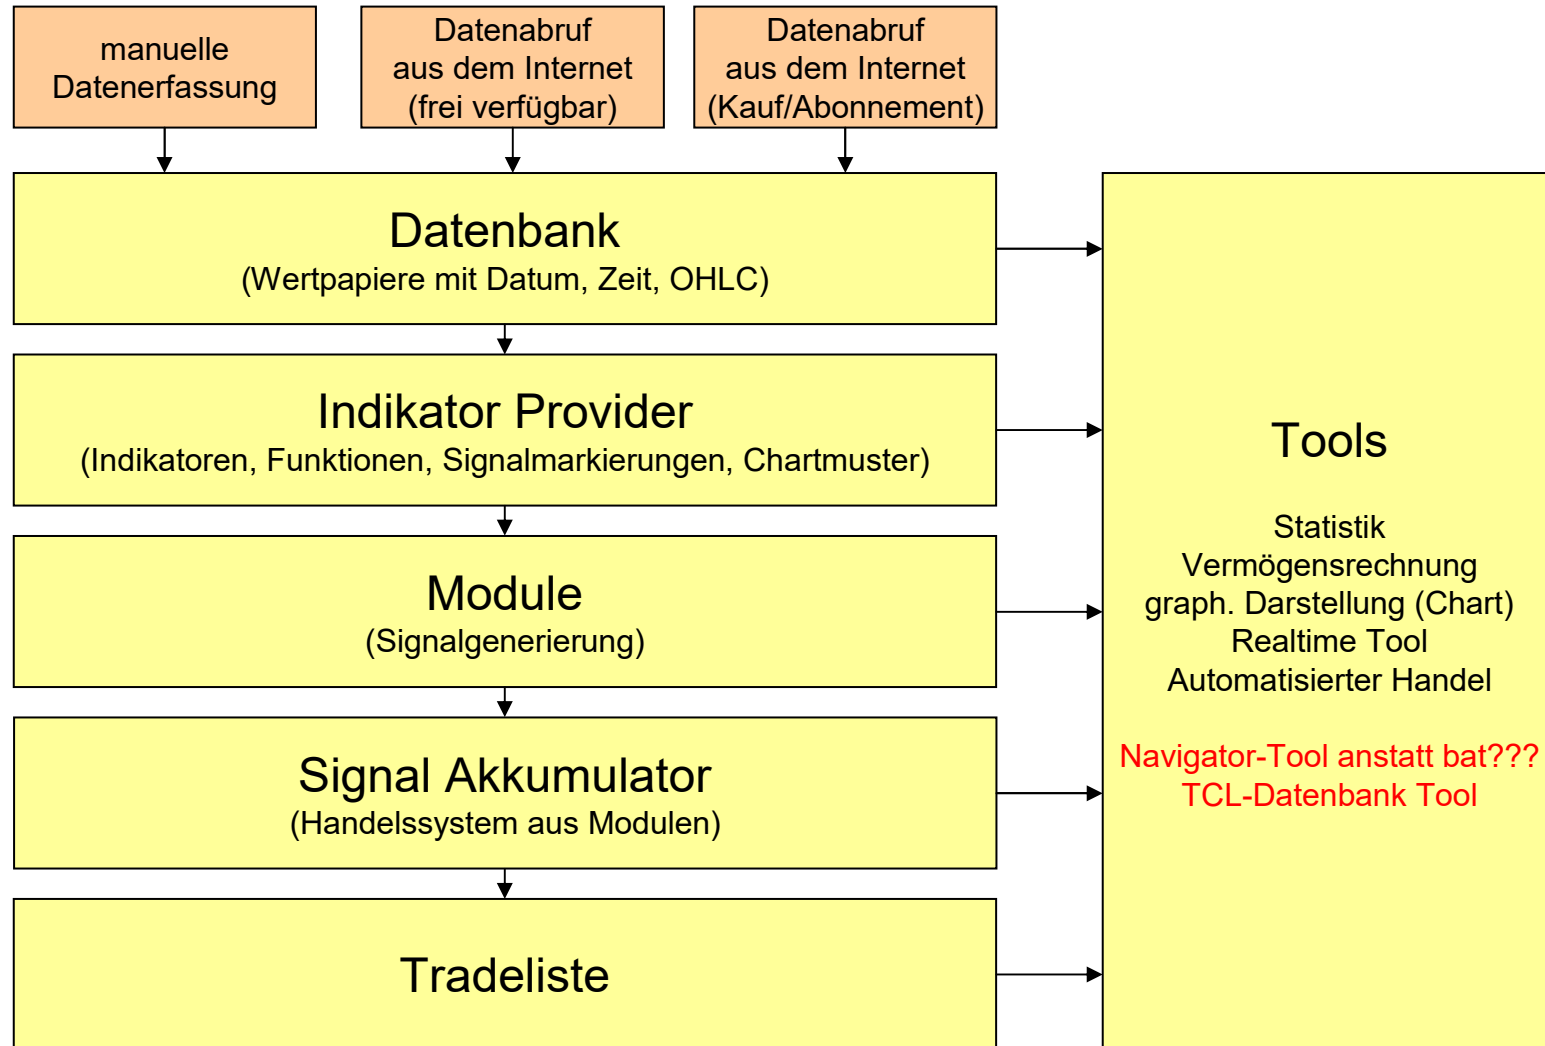 manuelle
Datenerfassung
Datenabruf
aus dem Internet
(frei verfügbar)
Datenabruf
aus dem Internet
(Kauf/Abonnement)
Datenbank
(Wertpapiere mit Datum, Zeit, OHLC)
Indikator Provider
(Indikatoren, Funktionen, Signalmarkierungen, Chartmuster)
Module
(Signalgenerierung)
Signal Akkumulator
(Handelssystem aus Modulen)
Tradeliste
Tools
Statistik
Vermögensrechnung
graph. Darstellung (Chart)
Realtime Tool
Automatisierter Handel
Navigator-Tool anstatt bat???
TCL-Datenbank Tool